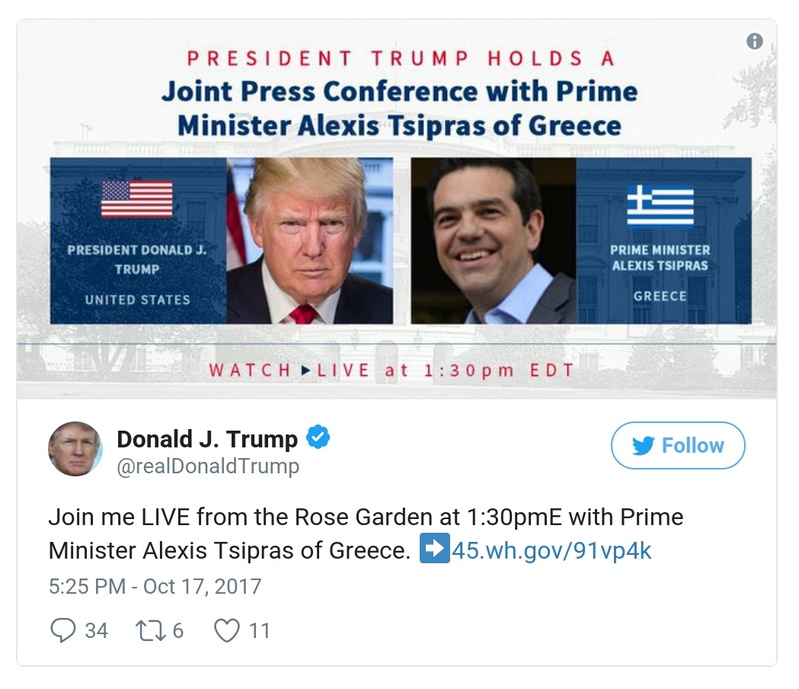 PRESIDENT TRUMP HOLDS A
Joint Press Conference with Prime
Minister Alexis Tsipras of Greece
PRESIDENT DONALD J.
TRUMP
UNITED STATES
PRIME MINISTER
ALEXIS TSIPRAS
GREECE
WATCH ▶LIVE at 1:30pm EDT
Donald J. Trump
@realDonaldTrump
Follow
Join me LIVE from the Rose Garden at 1:30pmE with Prime
Minister Alexis Tsipras of Greece. ➡45.wh.gov/91vp4k
5:25 PM - Oct 17, 2017
34 6 11